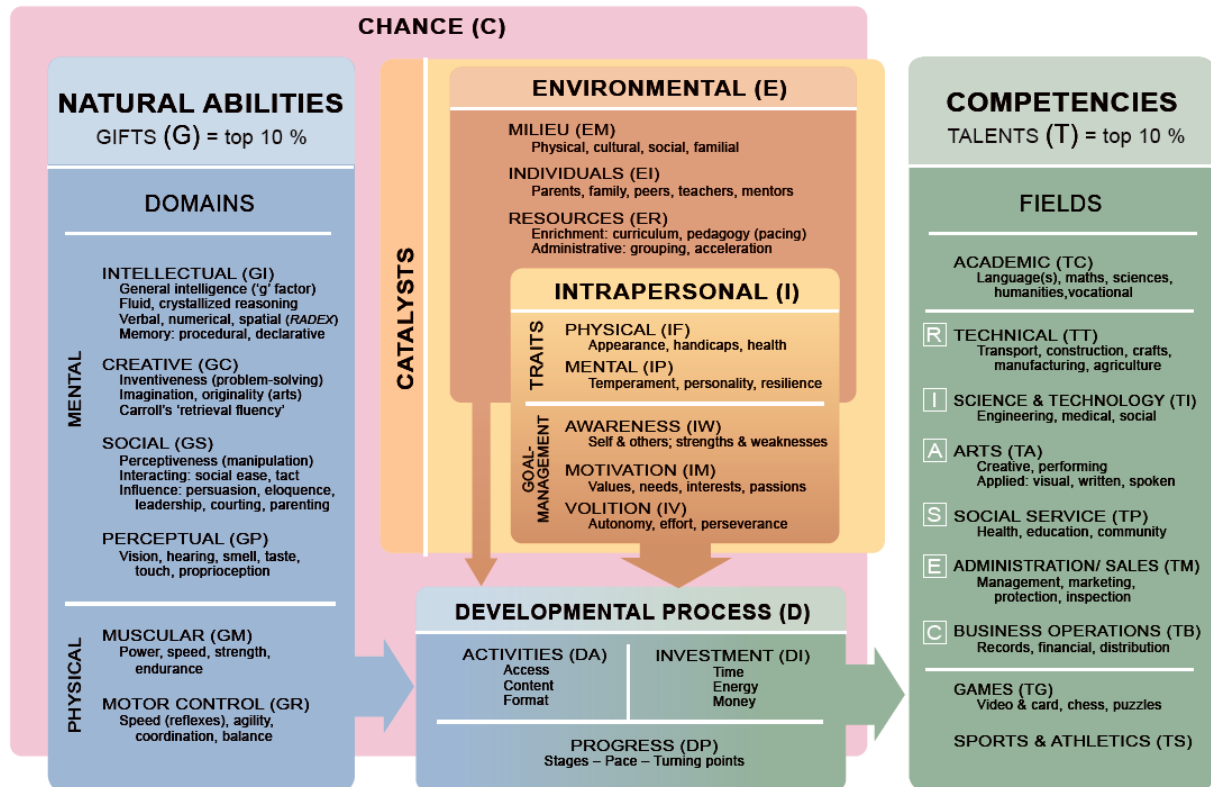 CHANCE (C)
NATURAL ABILITIES
GIFTS (G) = top 10 %
DOMAINS
MENTAL
INTELLECTUAL (GI)
General intelligence (‘g’ factor)
Fluid, crystallized reasoning
Verbal, numerical, spatial (RADEX)
Memory: procedural, declarative
CREATIVE (GC)
Inventiveness (problem-solving)
Imagination, originality (arts)
Carroll’s ‘retrieval fluency’
SOCIAL (GS)
Perceptiveness (manipulation)
Interacting: social ease, tact
Influence: persuasion, eloquence,
leadership, courting, parenting
PERCEPTUAL (GP)
Vision, hearing, smell, taste,
touch, proprioception
PHYSICAL
MUSCULAR (GM)
Power, speed, strength,
endurance
MOTOR CONTROL (GR)
Speed (reflexes), agility,
coordination, balance
CATALYSTS
ENVIRONMENTAL (E)
MILIEU (EM)
Physical, cultural, social, familial
INDIVIDUALS (EI)
Parents, family, peers, teachers, mentors
RESOURCES (ER)
Enrichment: curriculum, pedagogy (pacing)
Administrative: grouping, acceleration
INTRAPERSONAL (I)
TRAITS
PHYSICAL (IF)
Appearance, handicaps, health
MENTAL (IP)
Temperament, personality, resilience
GOAL-
MANAGEMENT
AWARENESS (IW)
Self & others; strengths & weaknesses
MOTIVATION (IM)
Values, needs, interests, passions
VOLITION (IV)
Autonomy, effort, perseverance
DEVELOPMENTAL PROCESS (D)
ACTIVITIES (DA)
Access
Content
Format
INVESTMENT (DI)
Time
Energy
Money
PROGRESS (DP)
Stages – Pace – Turning points
COMPETENCIES
TALENTS (T) = top 10 %
FIELDS
ACADEMIC (TC)
Language(s), maths, sciences,
humanities,vocational
R TECHNICAL (TT)
Transport, construction, crafts,
manufacturing, agriculture
I SCIENCE & TECHNOLOGY (TI)
Engineering, medical, social
A ARTS (TA)
Creative, performing
Applied: visual, written, spoken
S SOCIAL SERVICE (TP)
Health, education, community
E ADMINISTRATION/ SALES (TM)
Management, marketing,
protection, inspection
C BUSINESS OPERATIONS (TB)
Records, financial, distribution
GAMES (TG)
Video & card, chess, puzzles
SPORTS & ATHLETICS (TS)